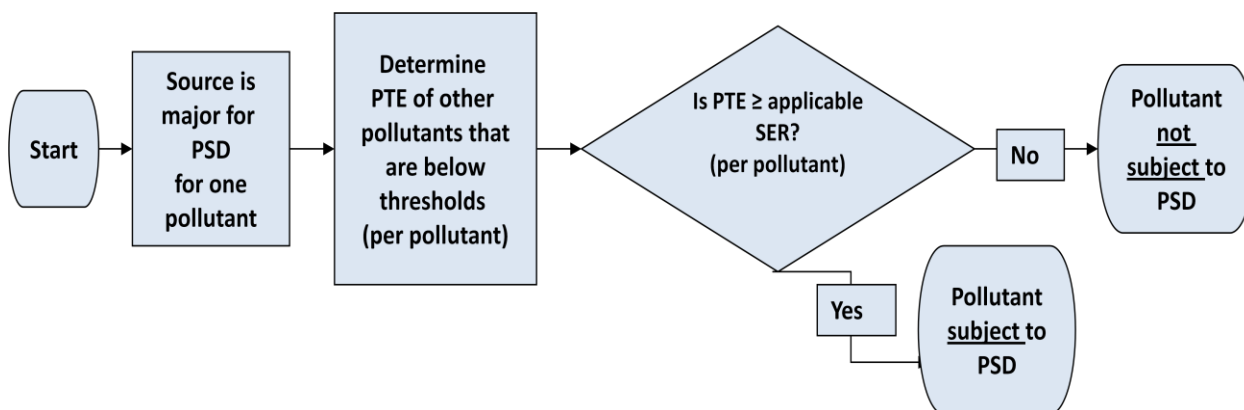 Start
Source is
major for
PSD
for one
pollutant
Determine
PTE of other
pollutants that
are below
thresholds
(per pollutant)
Is PTE ≥ applicable
SER?
(per pollutant)
No
Pollutant
not
subject to
PSD
Yes
Pollutant
subject to
PSD